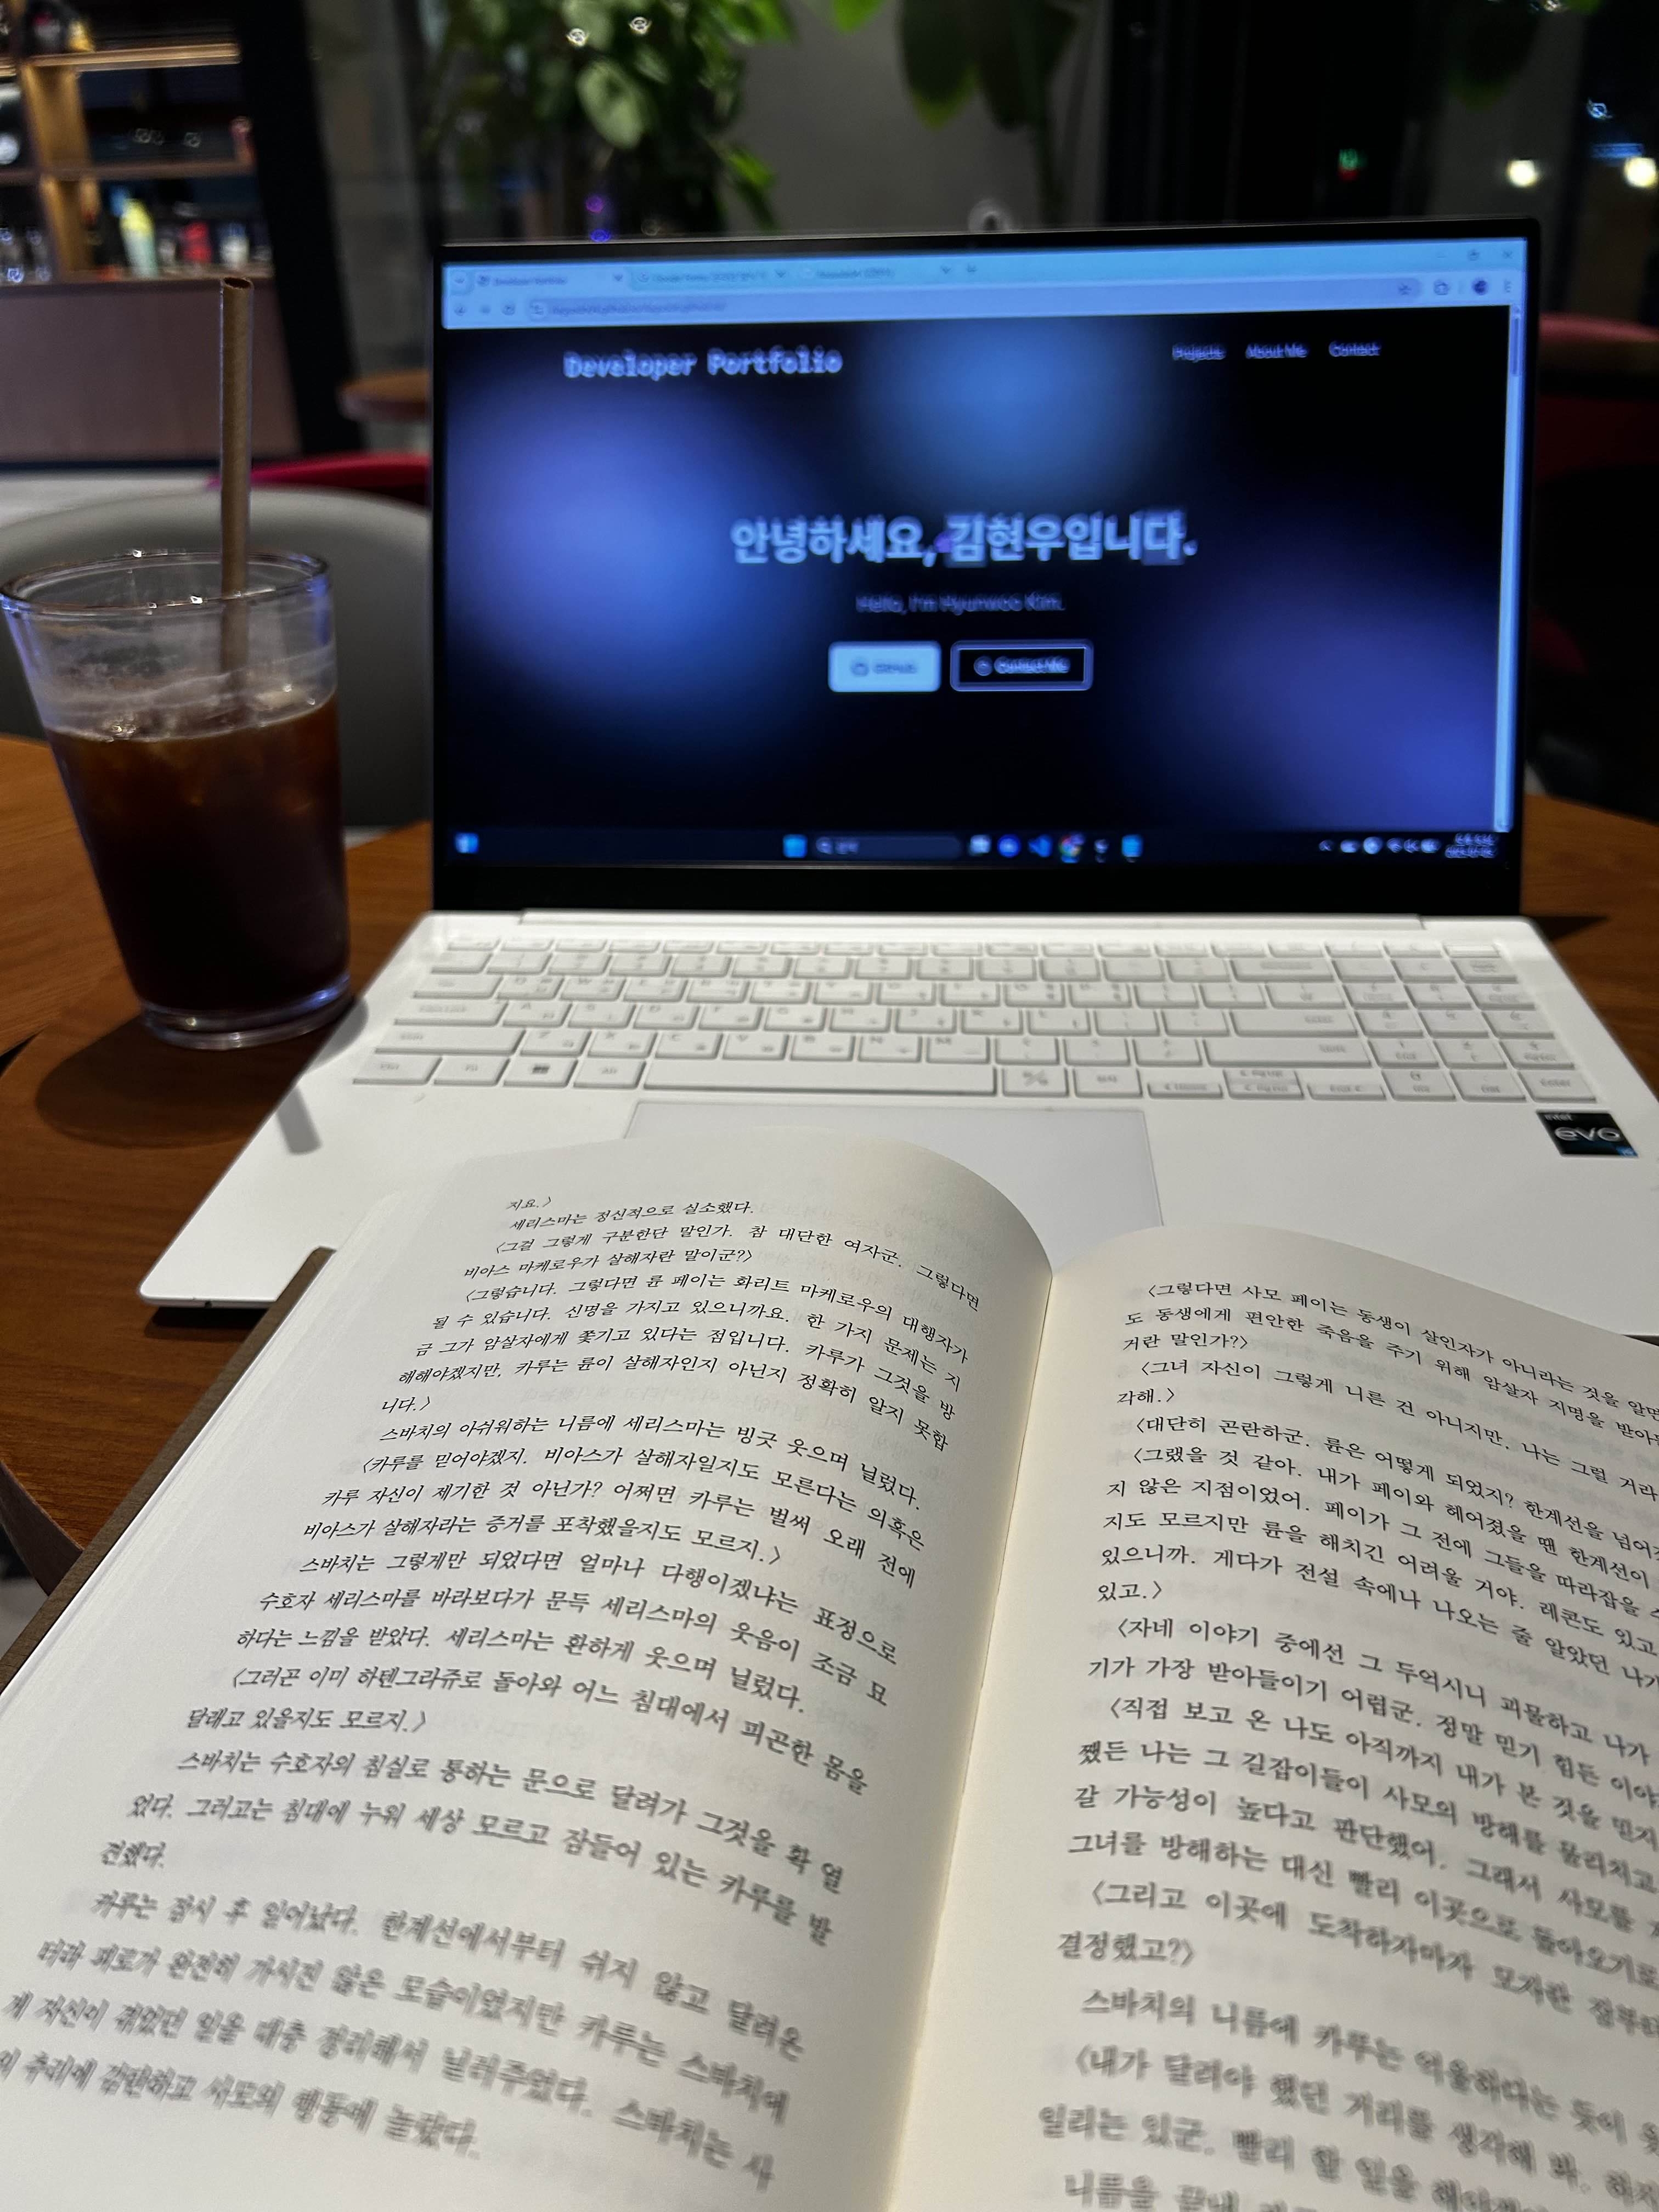 Developer Portfolio
Projects About Me Contact
안녕하세요, 김현우입니다.
Hello, I'm Hyunwoo Kim.
Contact Me
intel
evo
지요.〉
세리스마는 정신적으로 실소했다.
〈그걸 그렇게 구분한단 말인가. 참 대단한 여자군. 그렇다면
비아스 마케로우가 살해자란 말이군?〉
〈그렇습니다. 그렇다면 륜 페이는 화리트 마케로우의 대행자가
될 수 있습니다. 신명을 가지고 있으니까요. 한 가지 문제는 지
금 그가 암살자에게 쫓기고 있다는 점입니다. 카루가 그것을 방
해해야겠지만, 카루는 륜이 살해자인지 아닌지 정확히 알지 못합
니다.〉
스바치의 아쉬워하는 니름에 세리스마는 빙긋 웃으며 닐렀다.
〈카루를 믿어야겠지. 비아스가 살해자일지도 모른다는 의혹은
카루 자신이 제기한 것 아닌가? 어쩌면 카루는 벌써 오래 전에
비아스가 살해자라는 증거를 포착했을지도 모르지.〉
스바치는 그렇게만 되었다면 얼마나 다행이겠냐는 표정으로
수호자 세리스마를 바라보다가 문득 세리스마의 웃음이 조금 묘
하다는 느낌을 받았다. 세리스마는 환하게 웃으며 닐렀다.
〈그러곤 이미 하텐그라쥬로 돌아와 어느 침대에서 피곤한 몸을
달래고 있을지도 모르지.〉
스바치는 수호자의 침실로 통하는 문으로 달려가 그것을 확 열
었다. 그러고는 침대에 누워 세상 모르고 잠들어 있는 카루를 발
견했다.
카루는 잠시 후 일어났다. 한계선에서부터 쉬지 않고 달려온
터라 피로가 완전히 가시진 않은 모습이었지만 카루는 스바치에
게 자신이 겪었던 일을 대충 정리해서 닐러주었다. 스바치는 사
의 추리에 감탄하고 사모의 행동에 놀랐다.
〈그렇다면 사모 페이는 동생이 살인자가 아니라는 것을 알면
도 동생에게 편안한 죽음을 주기 위해 암살자 지명을 받아
거란 말인가?〉
〈그녀 자신이 그렇게 니른 건 아니지만, 나는 그럴 거라
각해.〉
〈대단히 곤란하군. 륜은 어떻게 되었지? 한계선을 넘어
〈그랬을 것 같아. 내가 페이와 헤어졌을 땐 한계선이
지 않은 지점이었어. 페이가 그 전에 그들을 따라잡을
지도 모르지만 륜을 해치긴 어려울 거야. 레콘도 있고
있으니까. 게다가 전설 속에나 나오는 줄 알았던 나가
있고.〉
〈자네 이야기 중에선 그 두억시니 괴물하고 나가
기가 가장 받아들이기 어렵군. 정말 믿기 힘든 이야
〈직접 보고 온 나도 아직까지 내가 본 것을 믿지
쨌든 나는 그 길잡이들이 사모의 방해를 물리치고
갈 가능성이 높다고 판단했어. 그래서 사모를
그녀를 방해하는 대신 빨리 이곳으로 돌아오기로
〈그리고 이곳에 도착하자마자
결정했고?〉
스바치의 니름에 카루는 억울하다는 듯이
〈내가 달려야 했던 거리를 생각해 봐.
일리는 있군. 빨리 할 일을
니름을 끝낸